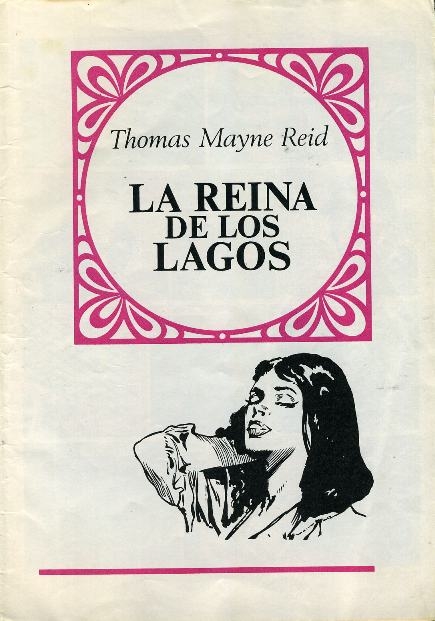 Thomas Mayne Reid
LA REINA
DE LOS
LAGOS